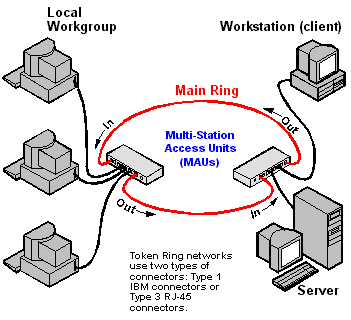 Local
Workgroup
Workstation (client)
Main Ring
In
Out
Multi-Station
Access Units
(MAUs)
Out
In
Token Ring networks
use two types of
connectors: Type 1
IBM connectors or
Type 3 RJ-45
connectors.
Server